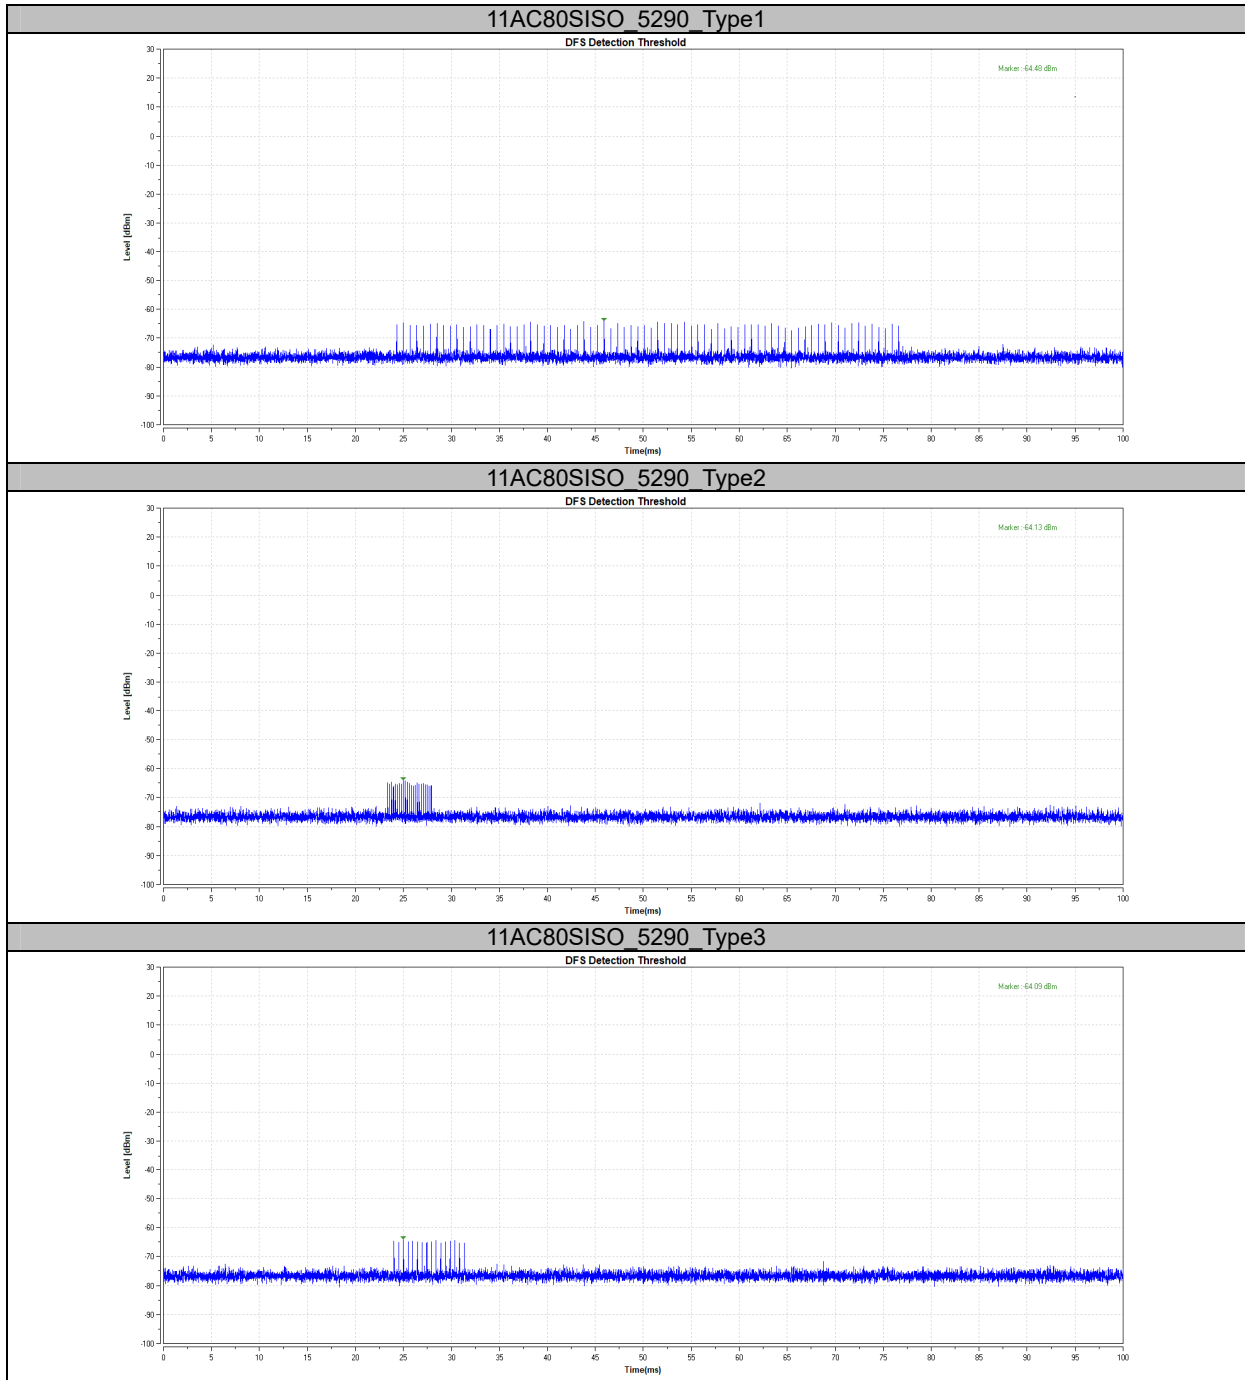 11AC80SISO_5290_Type1
DFS Detection Threshold
Marker :-64.48 dBm
30
20
10
0
-10
-20
-30
-40
-50
-60
-70
-80
-90
-100
Level [dBm]
0 5 10 15 20 25 30 35 40 45 50 55 60 65 70 75 80 85 90 95 100
Time(ms)
11AC80SISO_5290_Type2
DFS Detection Threshold
Marker :-64.13 dBm
30
20
10
0
-10
-20
-30
-40
-50
-60
-70
-80
-90
-100
Level [dBm]
0 5 10 15 20 25 30 35 40 45 50 55 60 65 70 75 80 85 90 95 100
Time(ms)
11AC80SISO_5290_Type3
DFS Detection Threshold
Marker :-64.09 dBm
30
20
10
0
-10
-20
-30
-40
-50
-60
-70
-80
-90
-100
Level [dBm]
0 5 10 15 20 25 30 35 40 45 50 55 60 65 70 75 80 85 90 95 100
Time(ms)